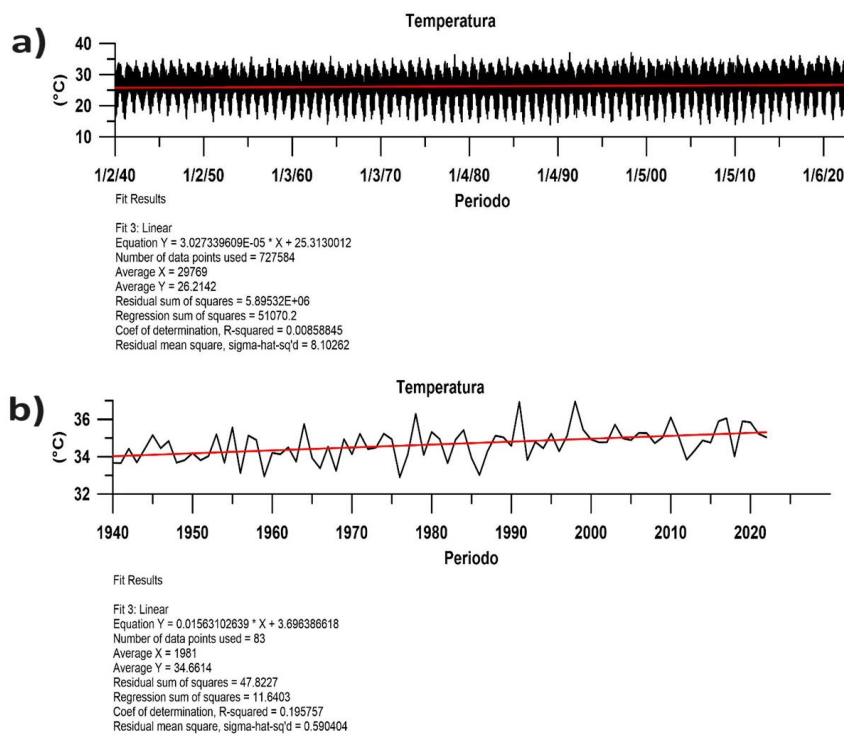 Temperatura
a)
40
30
20
10
(°C)
1/2/40 1/2/50 1/3/60 1/3/70 1/4/80 1/4/90 1/5/00 1/5/10 1/6/20
Periodo
Fit Results
Fit 3: Linear
Equation Y = 3.027339609E-05 * X + 25.3130012
Number of data points used = 727584
Average X = 29769
Average Y = 26.2142
Residual sum of squares = 5.89532E+06
Regression sum of squares = 51070.2
Coef of determination, R-squared = 0.00858845
Residual mean square, sigma-hat-sq'd = 8.10262
Temperatura
b)
36
34
32
(°C)
1940 1950 1960 1970 1980 1990 2000 2010 2020
Periodo
Fit Results
Fit 3: Linear
Equation Y = 0.01563102639 * X + 3.696386618
Number of data points used = 83
Average X = 1981
Average Y = 34.6614
Residual sum of squares = 47.8227
Regression sum of squares = 11.6403
Coef of determination, R-squared = 0.195757
Residual mean square, sigma-hat-sq'd = 0.590404